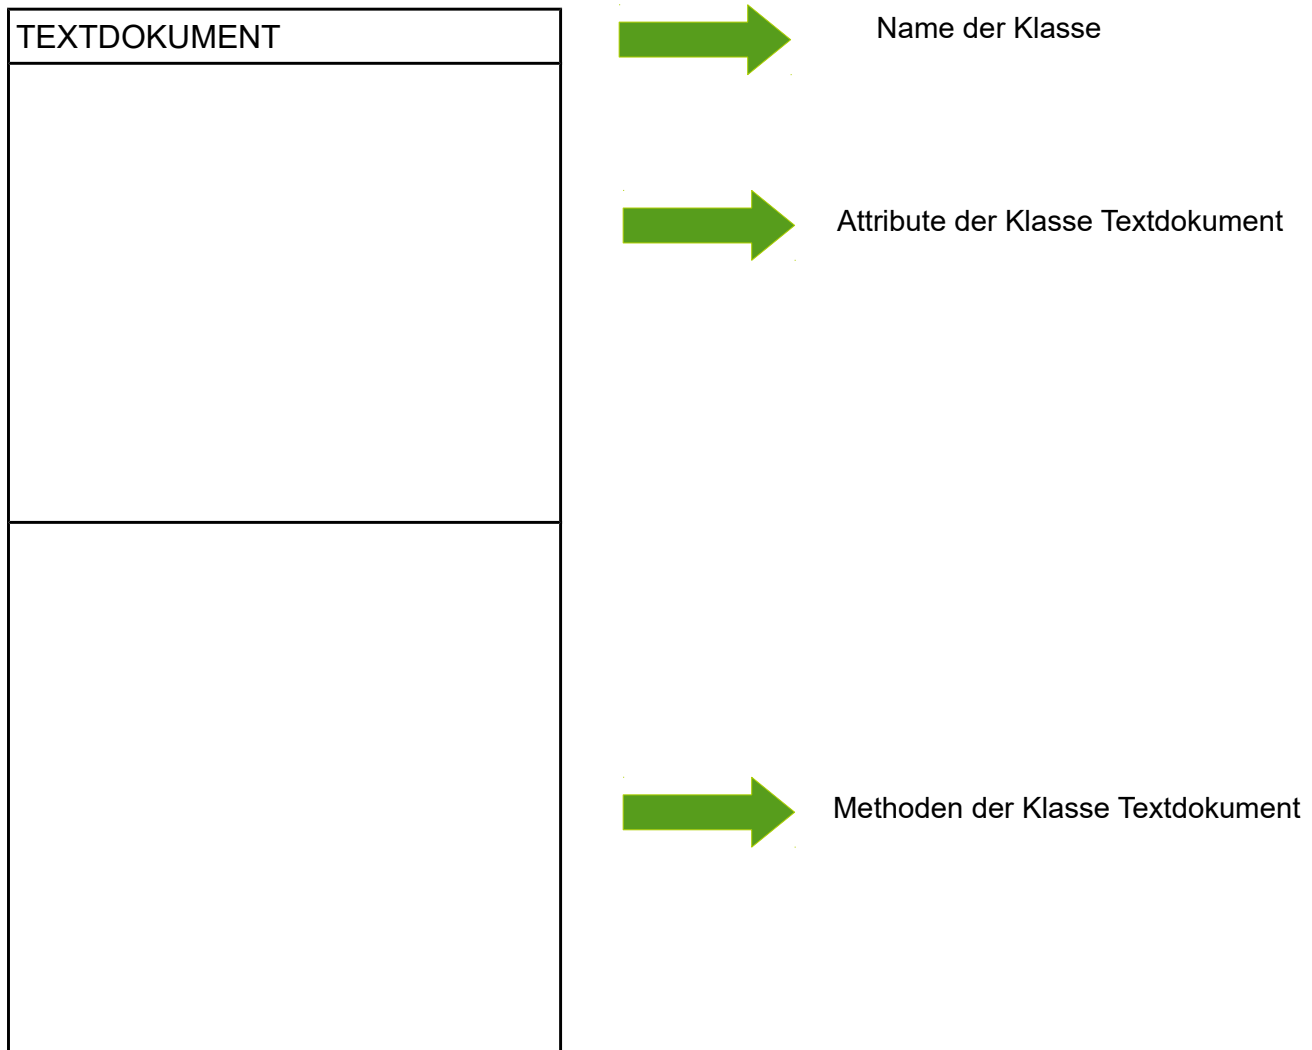 TEXTDOKUMENT
Name der Klasse
Attribute der Klasse Textdokument
Methoden der Klasse Textdokument